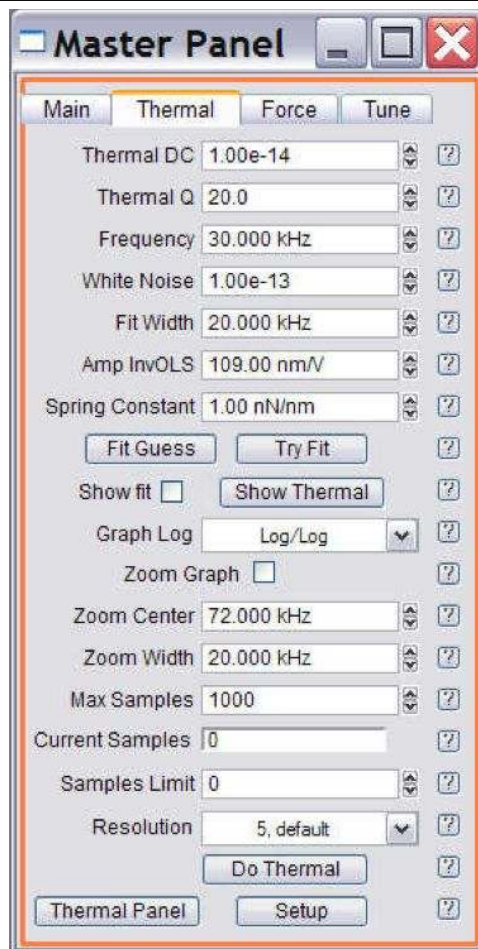 Master Panel
Main Thermal Force Tune
Thermal DC 1.00e-14 ?
Thermal Q 20.0 ?
Frequency 30.000 kHz ?
White Noise 1.00e-13 ?
Fit Width 20.000 kHz ?
Amp InvOLS 109.00 nm/V ?
Spring Constant 1.00 nN/nm ?
Fit Guess Try Fit ?
Show fit Show Thermal ?
Graph Log Log/Log ?
Zoom Graph ?
Zoom Center 72.000 kHz ?
Zoom Width 20.000 kHz ?
Max Samples 1000 ?
Current Samples 0 ?
Samples Limit 0 ?
Resolution 5, default ?
Do Thermal ?
Thermal Panel Setup ?